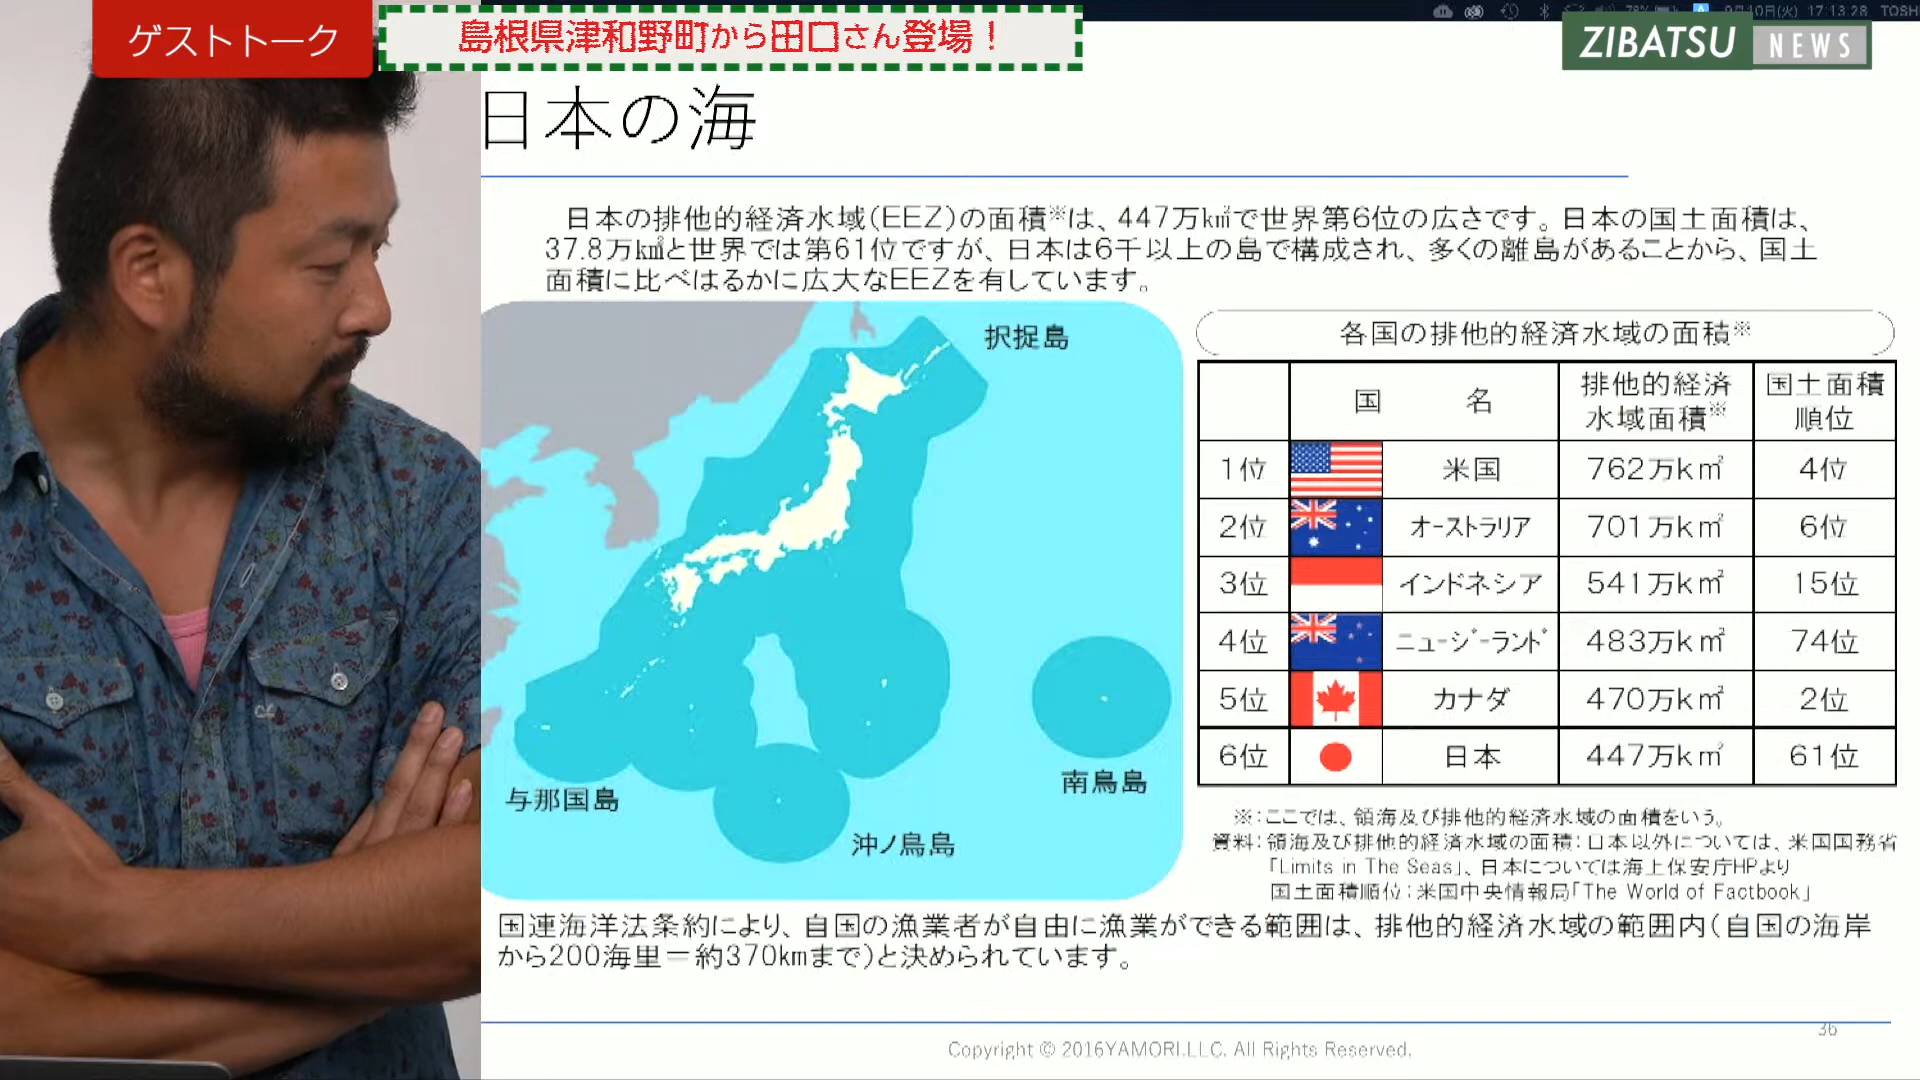 ゲストトーク
島根県津和野町から田口さん登場！
17:13:28
ZIBATSU NEWS
日本の海
日本の排他的経済水域(EEZ)の面積※は、447万㎢で世界第6位の広さです。日本の国土面積は、
37.8万㎢と世界では第61位ですが、日本は6千以上の島で構成され、多くの離島があることから、国土
面積に比べはるかに広大なEEZを有しています。
択捉島
与那国島
沖ノ鳥島
南鳥島
各国の排他的経済水域の面積※
国 名 排他的経済水域面積※ 国土面積順位
1位 米国 762万k㎡ 4位
2位 オーストラリア 701万k㎡ 6位
3位 インドネシア 541万k㎡ 15位
4位 ニュージーランド 483万k㎡ 74位
5位 カナダ 470万k㎡ 2位
6位 日本 447万k㎡ 61位
※：ここでは、領海及び排他的経済水域の面積をいう。
資料：領海及び排他的経済水域の面積：日本以外については、米国国務省
「Limits in The Seas」、日本については海上保安庁HPより
国土面積順位：米国中央情報局「The World of Factbook」
国連海洋法条約により、自国の漁業者が自由に漁業ができる範囲は、排他的経済水域の範囲内(自国の海岸
から200海里＝約370kmまで)と決められています。
36
Copyright © 2016YAMORI.LLC. All Rights Reserved.